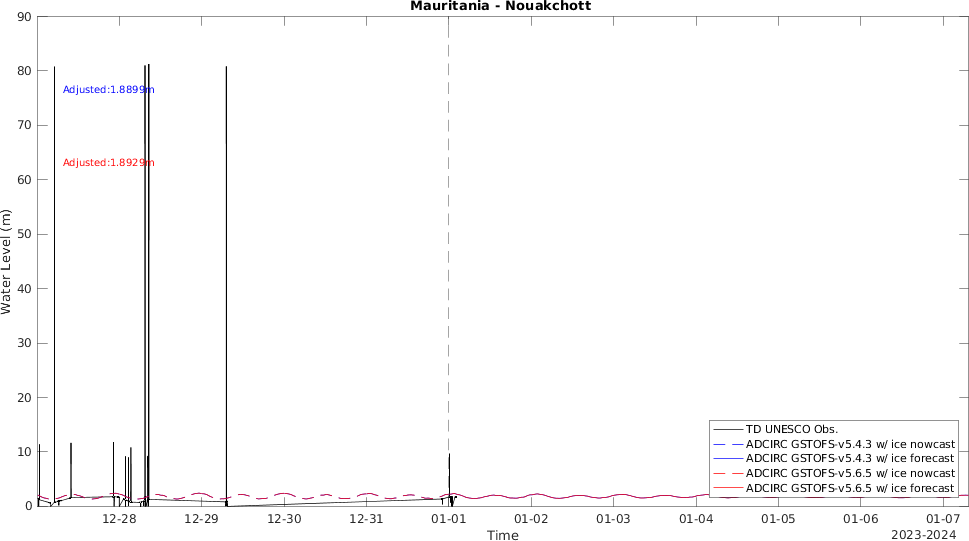 Mauritania - Nouakchott
90
80
70
60
50
40
30
20
10
0
Water Level (m)
Adjusted:1.8899m
Adjusted:1.8929m
TD UNESCO Obs.
ADCIRC GSTOFS-v5.4.3 w/ ice nowcast
ADCIRC GSTOFS-v5.4.3 w/ ice forecast
ADCIRC GSTOFS-v5.6.5 w/ ice nowcast
ADCIRC GSTOFS-v5.6.5 w/ ice forecast
12-28 12-29 12-30 12-31 01-01 01-02 01-03 01-04 01-05 01-06 01-07
Time
2023-2024